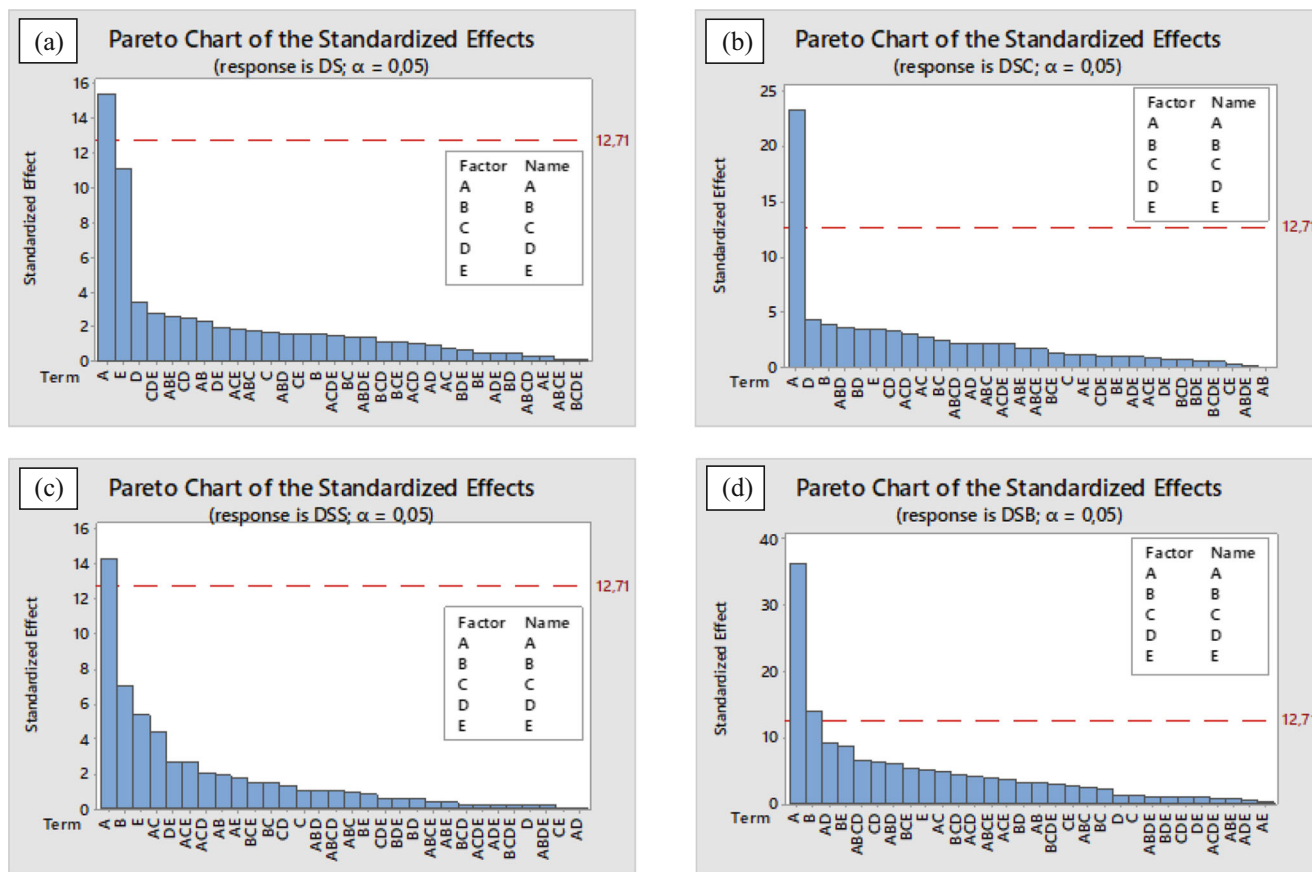 (a)
Pareto Chart of the Standardized Effects
(response is DS; α = 0,05)
16
14
12
10
8
6
4
2
0
Standardized Effect
12,71
Factor Name
A A
B B
C C
D D
E E
Term
A E D CDE ABE CD AB DE ACE ABC C ABD CE B ACDE BC ABDE BCD BCE ACD AD AC BDE BE ADE BD ABCD AE ABCE BCDE
(b)
Pareto Chart of the Standardized Effects
(response is DSC; α = 0,05)
25
20
15
10
5
0
Standardized Effect
12,71
Factor Name
A A
B B
C C
D D
E E
Term
A D B ABD BD E CD ACD AC BC ABCD AD ABC ACDE ABE ABCE BCE C AE CDE BE ADE ACE DE BCD BDE BCDE CE ABDE AB
(c)
Pareto Chart of the Standardized Effects
(response is DSS; α = 0,05)
16
14
12
10
8
6
4
2
0
Standardized Effect
12,71
Factor Name
A A
B B
C C
D D
E E
Term
A B E AC DE ACE ACD AB AE BCE BC CD C ABD ABCD ABC BE CDE BDE BD ABCE ABE BCD ACDE ADE BCDE D ABDE CE AD
(d)
Pareto Chart of the Standardized Effects
(response is DSB; α = 0,05)
40
30
20
10
0
Standardized Effect
12,71
Factor Name
A A
B B
C C
D D
E E
Term
A B AD BE ABCD CD ABD BCE E AC BCD ACD ABCE ACE BD AB BCDE CE ABC BC D C ABDE BDE CDE DE ACDE ABE ADE AE